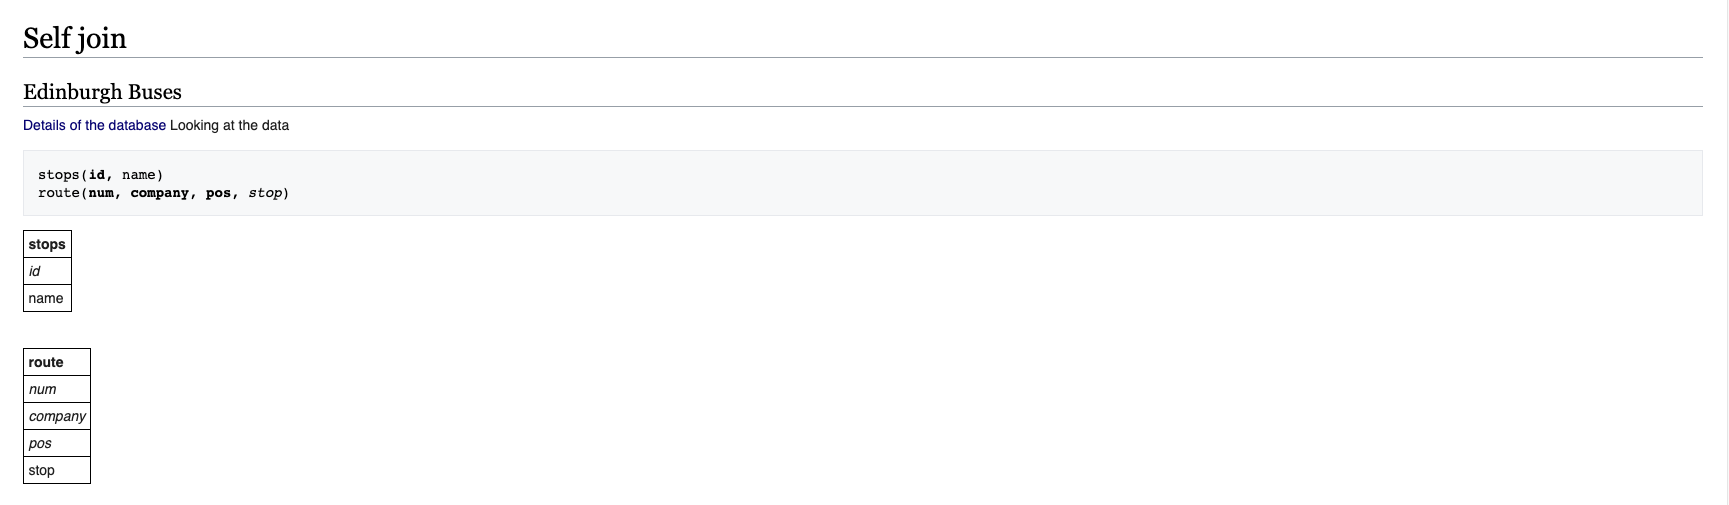 Self join
Edinburgh Buses
Details of the database Looking at the data
stops(id, name)
route(num, company, pos, stop)
stops
id
name
route
num
company
pos
stop